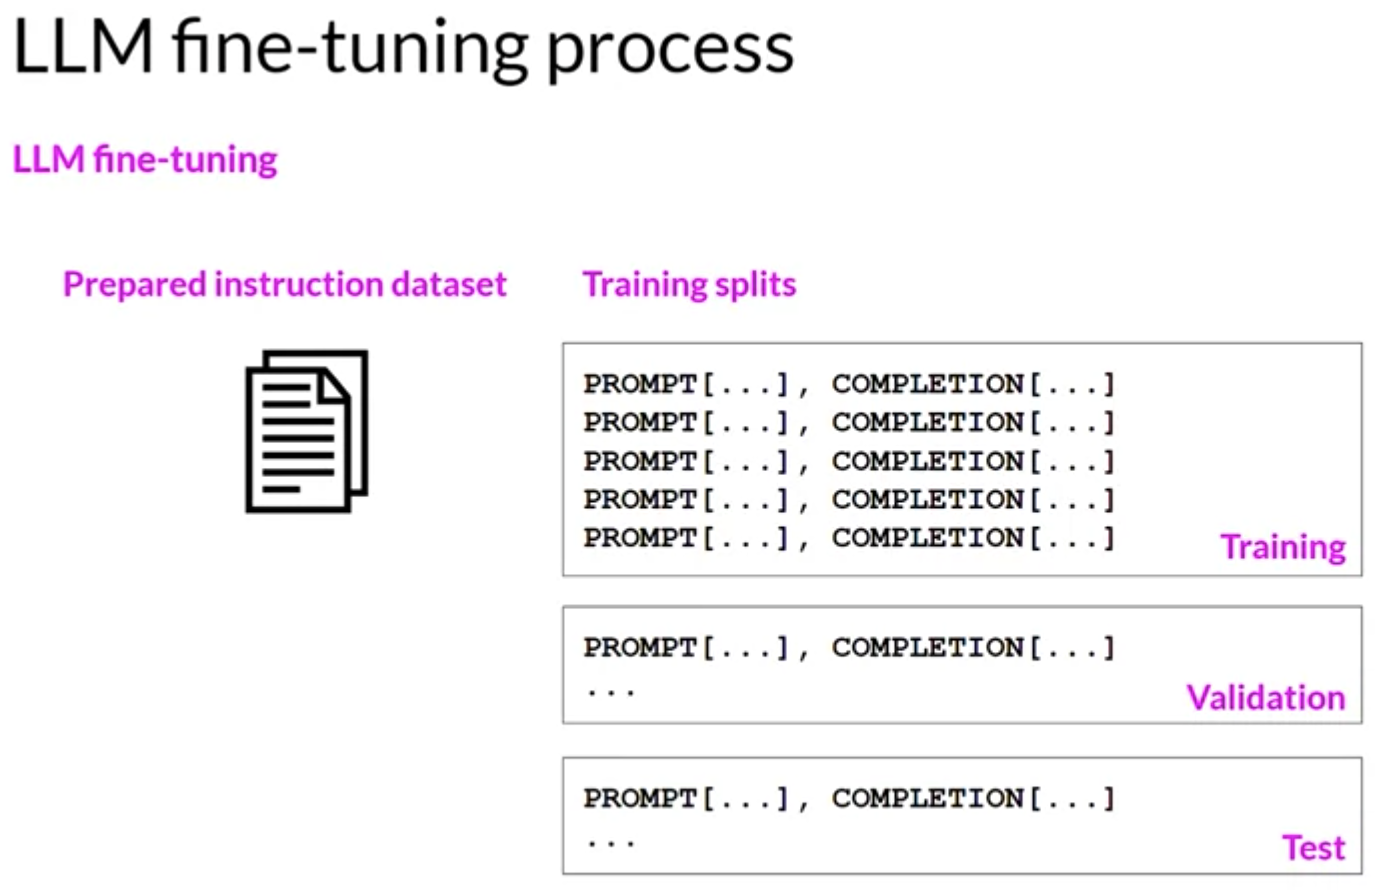 LLM fine-tuning process
LLM fine-tuning
Prepared instruction dataset
Training splits
PROMPT[...], COMPLETION[...]
PROMPT[...], COMPLETION[...]
PROMPT[...], COMPLETION[...]
PROMPT[...], COMPLETION[...]
PROMPT[...], COMPLETION[...]
Training
PROMPT[...], COMPLETION[...]
...
Validation
PROMPT[...], COMPLETION[...]
...
Test